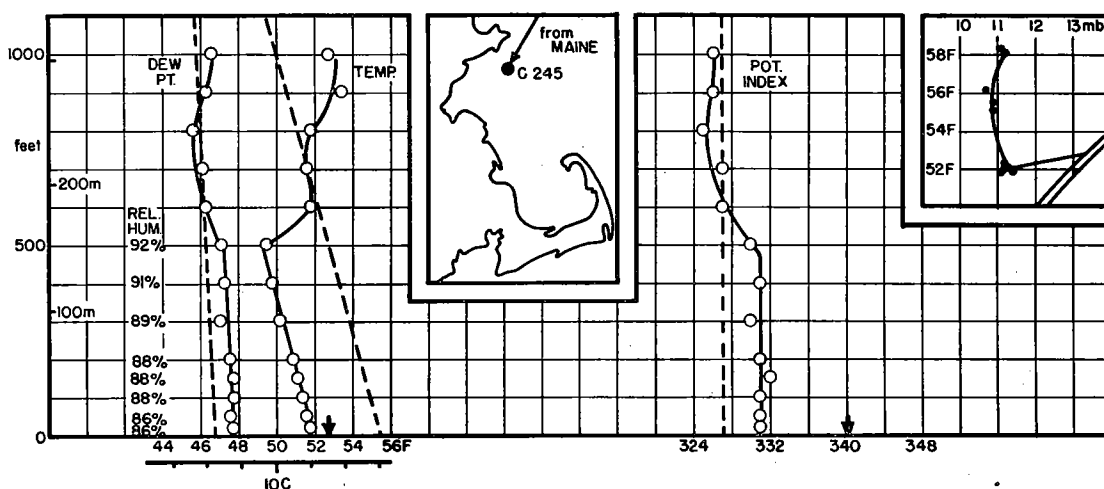 1000
feet
500
0
200m
100m
DEW
PT.
TEMP.
REL.
HUM.
92%
91%
89%
88%
88%
88%
86%
86%
44 46 48 50 52 54 56F
10C
from
MAINE
C 245
POT.
INDEX
324 332 340 348
10 11 12 13mb
58F
56F
54F
52F